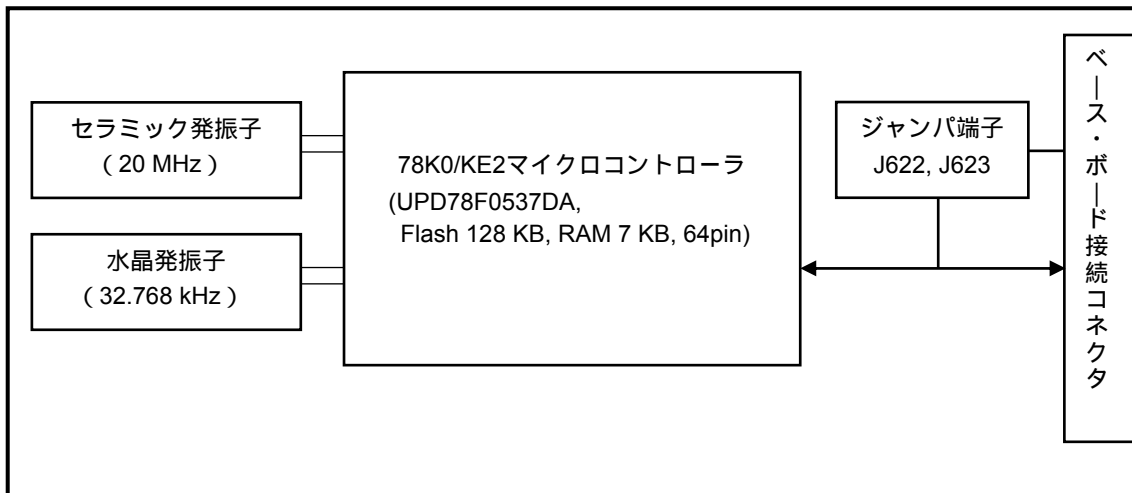 セラミック発振子
( 20 MHz )
水晶発振子
( 32.768 kHz )
78K0/KE2マイクロコントローラ
(UPD78F0537DA,
Flash 128 KB, RAM 7 KB, 64pin)
ジャンパ端子
J622, J623
ベース・ボード接続コネクタ